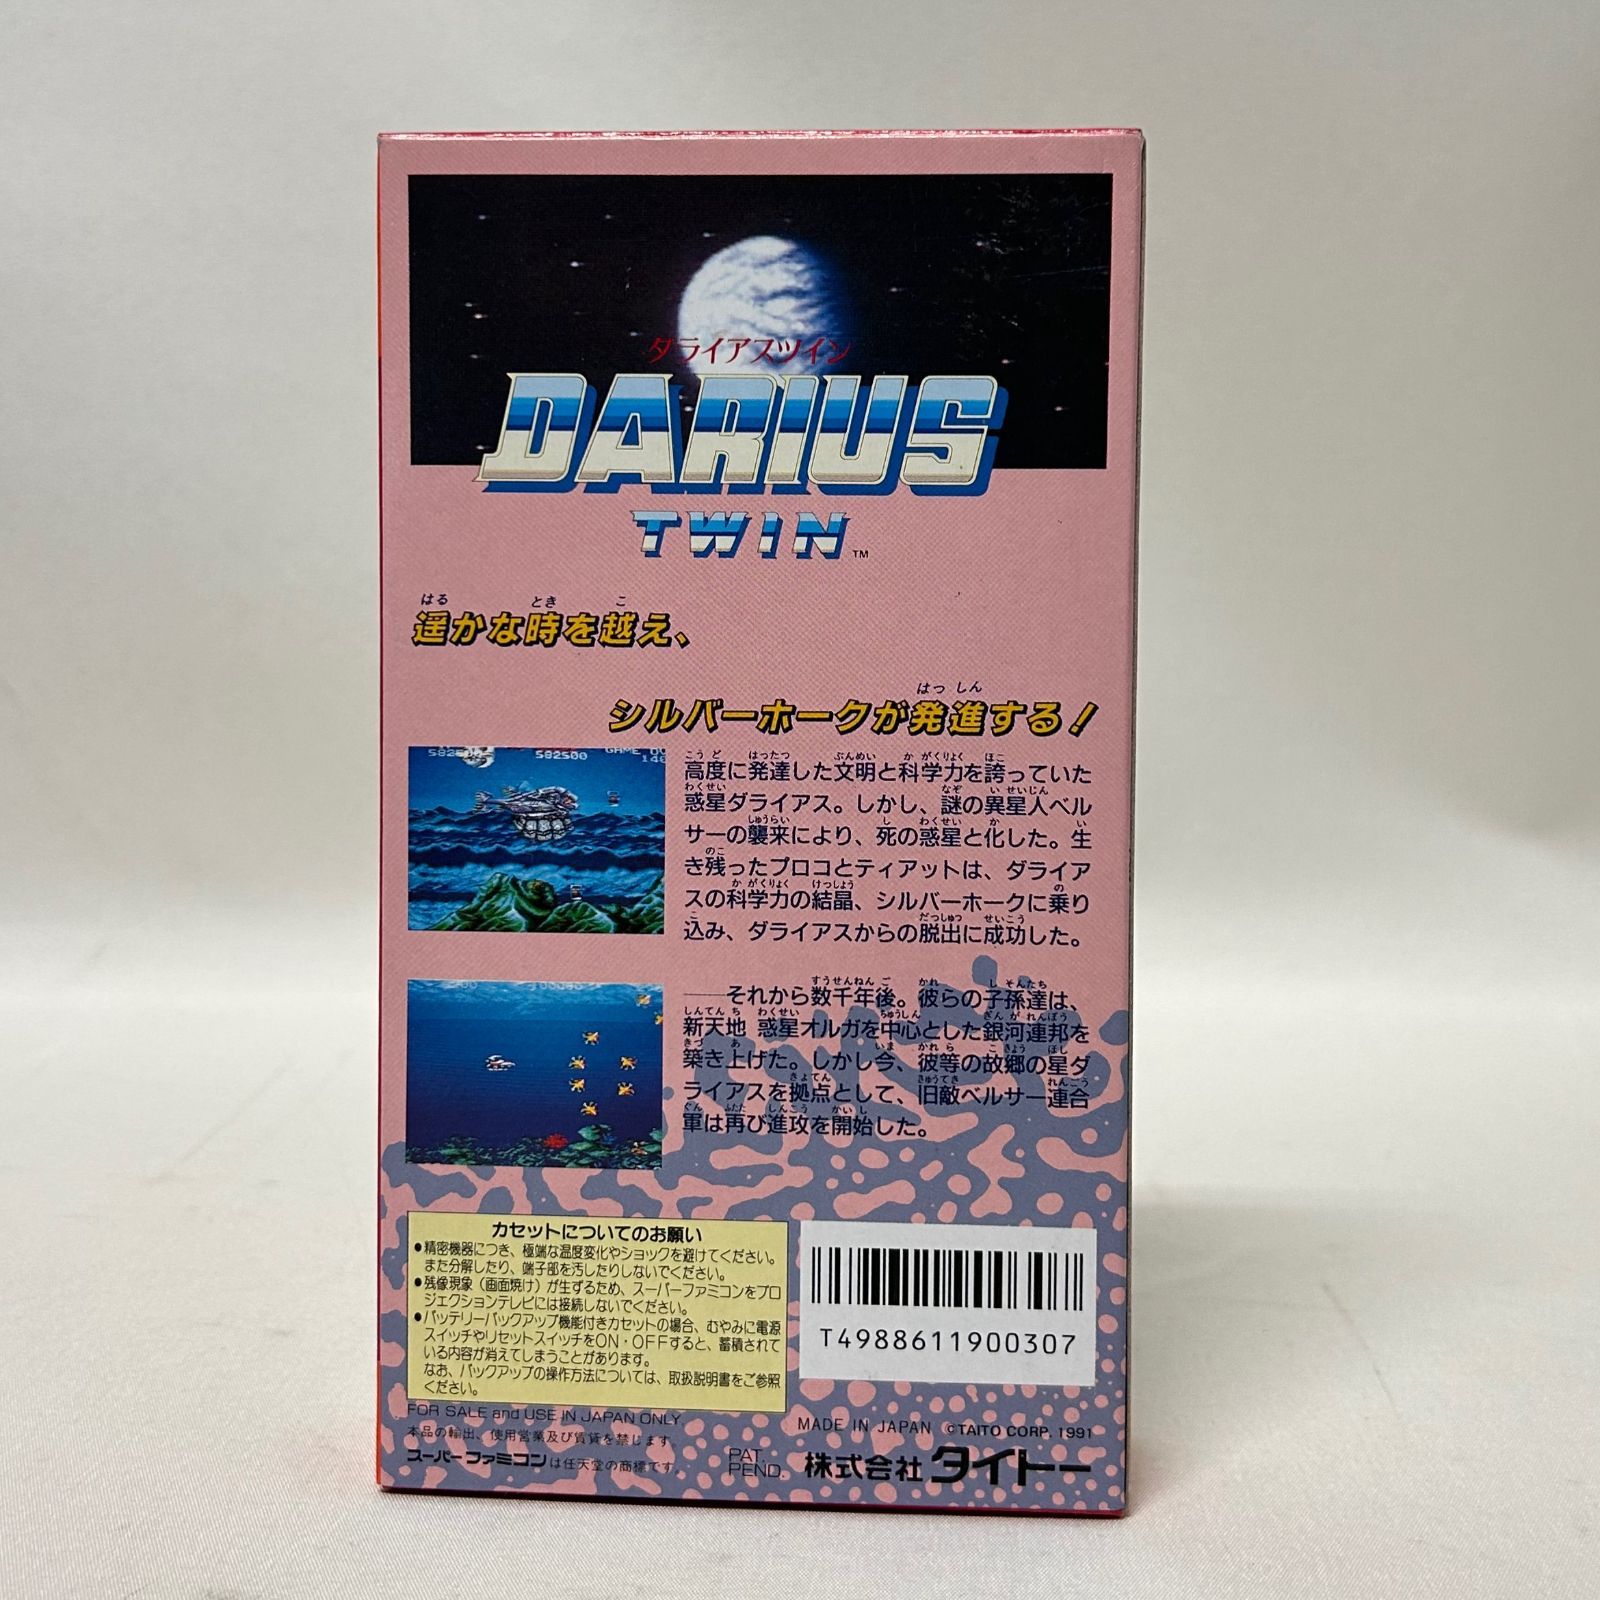 ダライアスツイン
DARIUS
TWIN™
遥かな時を越え、
シルバーホークが発進する!
582500
582500
高度に発達した文明と科学力を誇っていた
惑星ダライアス。しかし、謎の異星人ベル
サーの襲来により、死の惑星と化した。生
き残ったプロコとティアットは、ダライア
スの科学力の結晶、シルバーホークに乗り
込み、ダライアスからの脱出に成功した。
──それから数千年後。彼らの子孫達は、
新天地 惑星オルガを中心とした銀河連邦を
築き上げた。しかし今、彼等の故郷の星ダ
ライアスを拠点として、旧敵ベルサー連合
軍は再び進攻を開始した。
カセットについてのお願い
●精密機器につき、極端な温度変化やショックを避けてください。
また分解したり、端子部を汚したりしないでください。
●残像現象(画面焼け)が生ずるため、スーパーファミコンをプロ
ジェクションテレビには接続しないでください。
●バッテリーバックアップ機能付きカセットの場合、むやみに電源
スイッチやリセットスイッチをON・OFFすると、蓄積されて
いる内容が消えてしまうことがあります。
なお、バックアップの操作方法については、取扱説明書をご参照
ください。
T4988611900307
FOR SALE and USE IN JAPAN ONLY.
本品の輸出、使用営業及び賃貸を禁じます。
スーパーファミコンは任天堂の商標です。
PAT.
PEND.
MADE IN JAPAN ©TAITO CORP. 1991
株式会社タイトー